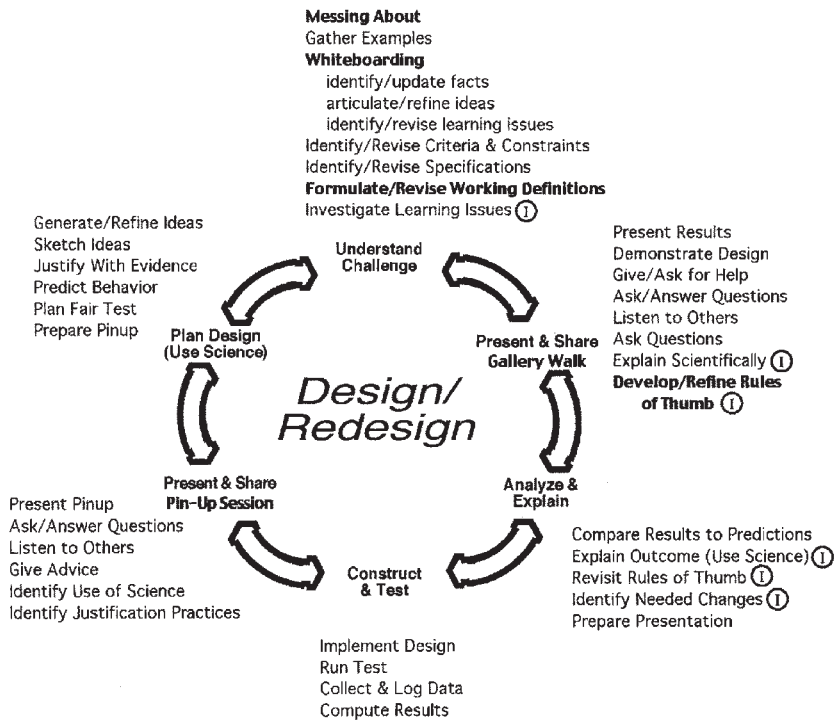 Messing About
Gather Examples
Whiteboarding
identify/update facts
articulate/refine ideas
identify/revise learning issues
Identify/Revise Criteria & Constraints
Identify/Revise Specifications
Formulate/Revise Working Definitions
Investigate Learning Issues I
Understand
Challenge
Present Results
Demonstrate Design
Give/Ask for Help
Ask/Answer Questions
Listen to Others
Ask Questions
Explain Scientifically I
Develop/Refine Rules
of Thumb I
Present & Share
Gallery Walk
Analyze &
Explain
Compare Results to Predictions
Explain Outcome (Use Science) I
Revisit Rules of Thumb I
Identify Needed Changes I
Prepare Presentation
Construct
& Test
Implement Design
Run Test
Collect & Log Data
Compute Results
Present & Share
Pin-Up Session
Present Pinup
Ask/Answer Questions
Listen to Others
Give Advice
Identify Use of Science
Identify Justification Practices
Plan Design
(Use Science)
Generate/Refine Ideas
Sketch Ideas
Justify With Evidence
Predict Behavior
Plan Fair Test
Prepare Pinup
Design/
Redesign